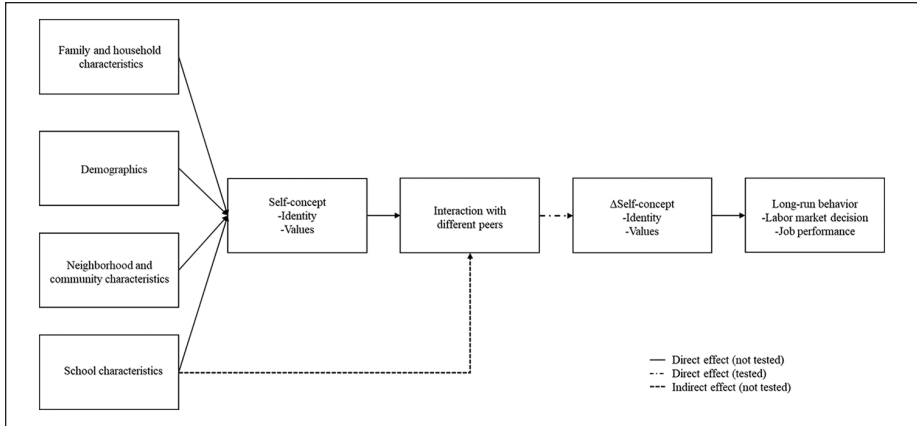 Family and household
characteristics
Demographics
Neighborhood and
community characteristics
School characteristics
Self-concept
-Identity
-Values
Interaction with
different peers
ΔSelf-concept
-Identity
-Values
Long-run behavior
-Labor market decision
-Job performance
Direct effect (not tested)
Direct effect (tested)
Indirect effect (not tested)